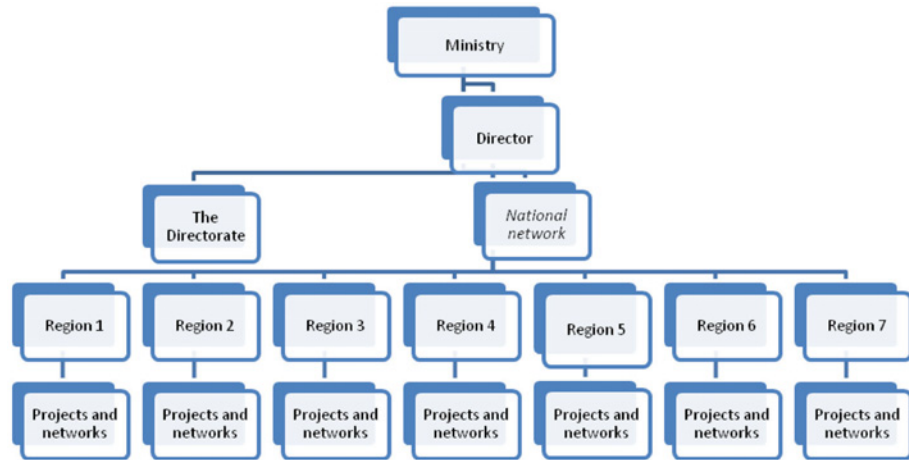 Ministry
Director
The
Directorate
National
network
Region 1
Region 2
Region 3
Region 4
Region 5
Region 6
Region 7
Projects and
networks
Projects and
networks
Projects and
networks
Projects and
networks
Projects and
networks
Projects and
networks
Projects and
networks